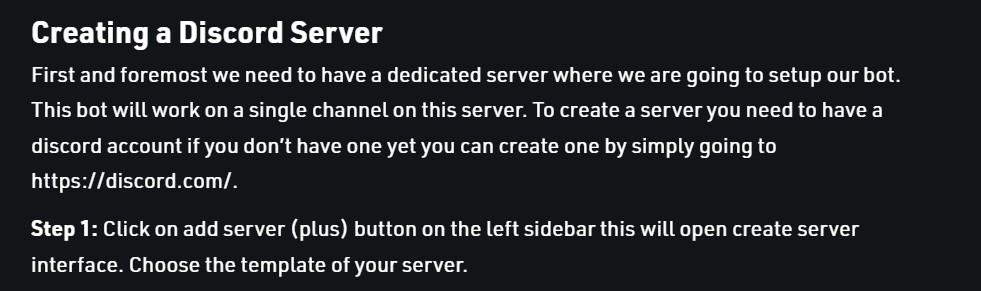 Creating a Discord Server
First and foremost we need to have a dedicated server where we are going to setup our bot.
This bot will work on a single channel on this server. To create a server you need to have a
discord account if you don't have one yet you can create one by simply going to
https://discord.com/.
Step 1: Click on add server (plus) button on the left sidebar this will open create server
interface. Choose the template of your server.